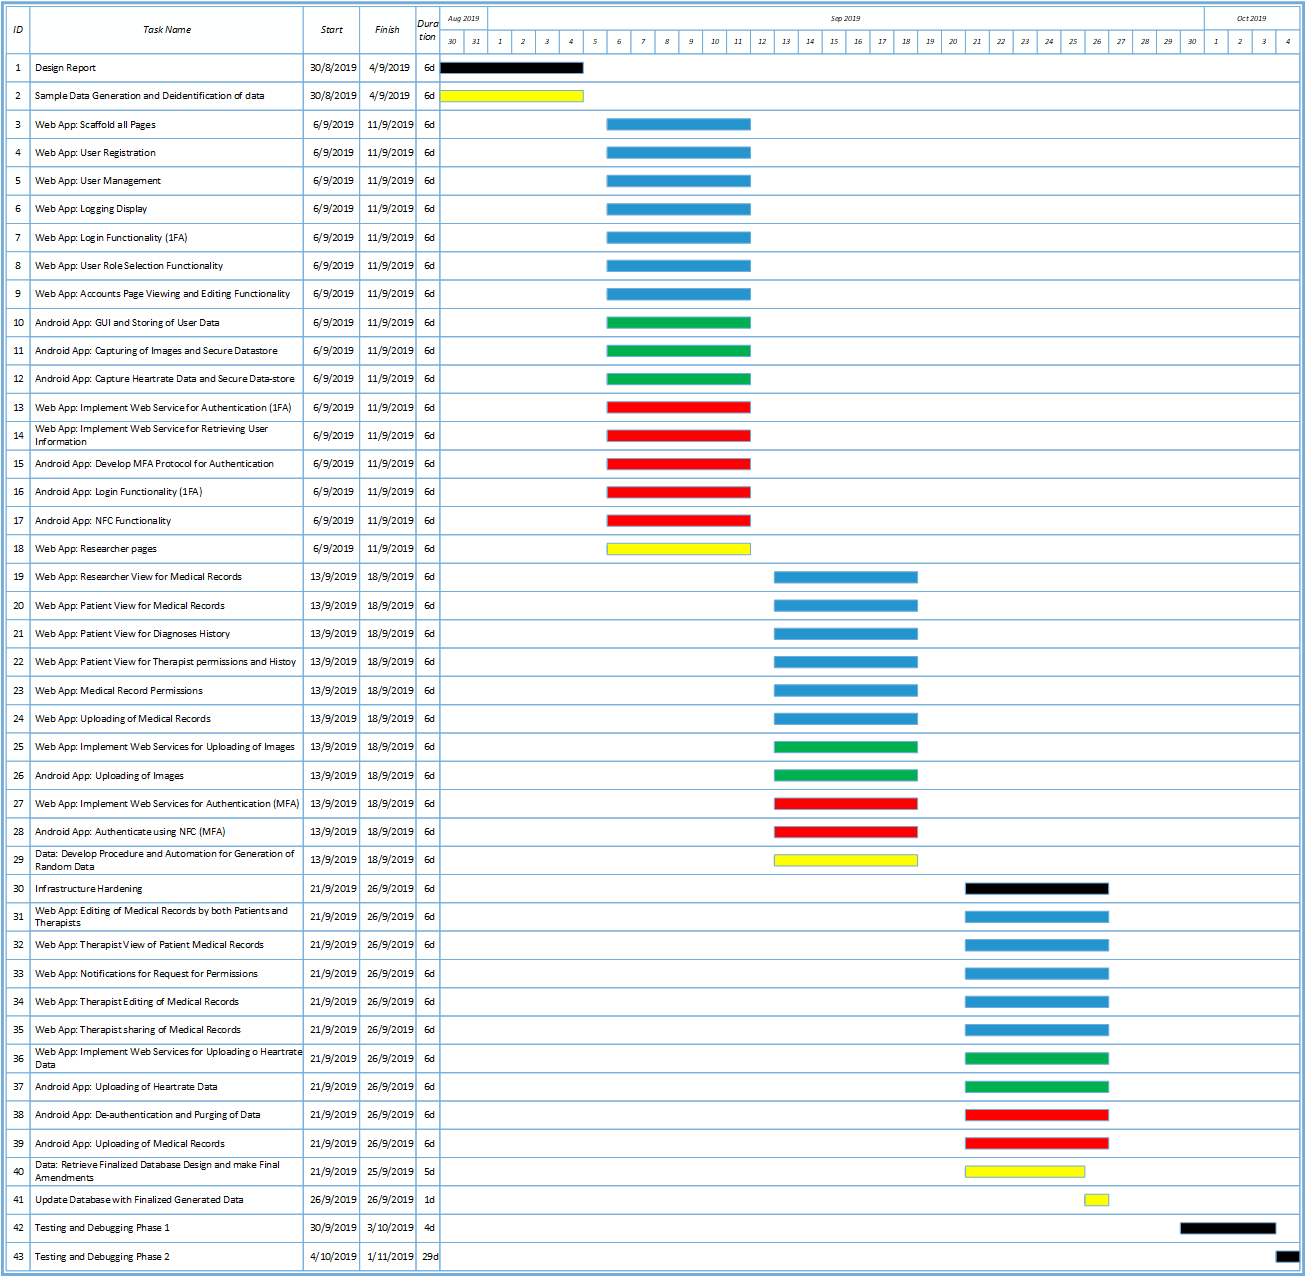 ID Task Name Start Finish Dura
tion
Aug 2019 Sep 2019 Oct 2019
30 31 1 2 3 4 5 6 7 8 9 10 11 12 13 14 15 16 17 18 19 20 21 22 23 24 25 26 27 28 29 30 1 2 3 4
1 Design Report 30/8/2019 4/9/2019 6d
2 Sample Data Generation and Deidentification of data 30/8/2019 4/9/2019 6d
3 Web App: Scaffold all Pages 6/9/2019 11/9/2019 6d
4 Web App: User Registration 6/9/2019 11/9/2019 6d
5 Web App: User Management 6/9/2019 11/9/2019 6d
6 Web App: Logging Display 6/9/2019 11/9/2019 6d
7 Web App: Login Functionality (1FA) 6/9/2019 11/9/2019 6d
8 Web App: User Role Selection Functionality 6/9/2019 11/9/2019 6d
9 Web App: Accounts Page Viewing and Editing Functionality 6/9/2019 11/9/2019 6d
10 Android App: GUI and Storing of User Data 6/9/2019 11/9/2019 6d
11 Android App: Capturing of Images and Secure Datastore 6/9/2019 11/9/2019 6d
12 Android App: Capture Heartrate Data and Secure Data-store 6/9/2019 11/9/2019 6d
13 Web App: Implement Web Service for Authentication (1FA) 6/9/2019 11/9/2019 6d
14 Web App: Implement Web Service for Retrieving User
Information 6/9/2019 11/9/2019 6d
15 Android App: Develop MFA Protocol for Authentication 6/9/2019 11/9/2019 6d
16 Android App: Login Functionality (1FA) 6/9/2019 11/9/2019 6d
17 Android App: NFC Functionality 6/9/2019 11/9/2019 6d
18 Web App: Researcher pages 6/9/2019 11/9/2019 6d
19 Web App: Researcher View for Medical Records 13/9/2019 18/9/2019 6d
20 Web App: Patient View for Medical Records 13/9/2019 18/9/2019 6d
21 Web App: Patient View for Diagnoses History 13/9/2019 18/9/2019 6d
22 Web App: Patient View for Therapist permissions and Histoy 13/9/2019 18/9/2019 6d
23 Web App: Medical Record Permissions 13/9/2019 18/9/2019 6d
24 Web App: Uploading of Medical Records 13/9/2019 18/9/2019 6d
25 Web App: Implement Web Services for Uploading of Images 13/9/2019 18/9/2019 6d
26 Android App: Uploading of Images 13/9/2019 18/9/2019 6d
27 Web App: Implement Web Services for Authentication (MFA) 13/9/2019 18/9/2019 6d
28 Android App: Authenticate using NFC (MFA) 13/9/2019 18/9/2019 6d
29 Data: Develop Procedure and Automation for Generation of
Random Data 13/9/2019 18/9/2019 6d
30 Infrastructure Hardening 21/9/2019 26/9/2019 6d
31 Web App: Editing of Medical Records by both Patients and
Therapists 21/9/2019 26/9/2019 6d
32 Web App: Therapist View of Patient Medical Records 21/9/2019 26/9/2019 6d
33 Web App: Notifications for Request for Permissions 21/9/2019 26/9/2019 6d
34 Web App: Therapist Editing of Medical Records 21/9/2019 26/9/2019 6d
35 Web App: Therapist sharing of Medical Records 21/9/2019 26/9/2019 6d
36 Web App: Implement Web Services for Uploading o Heartrate
Data 21/9/2019 26/9/2019 6d
37 Android App: Uploading of Heartrate Data 21/9/2019 26/9/2019 6d
38 Android App: De-authentication and Purging of Data 21/9/2019 26/9/2019 6d
39 Android App: Uploading of Medical Records 21/9/2019 26/9/2019 6d
40 Data: Retrieve Finalized Database Design and make Final
Amendments 21/9/2019 25/9/2019 5d
41 Update Database with Finalized Generated Data 26/9/2019 26/9/2019 1d
42 Testing and Debugging Phase 1 30/9/2019 3/10/2019 4d
43 Testing and Debugging Phase 2 4/10/2019 1/11/2019 29d